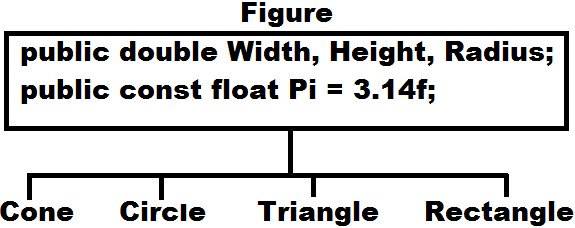 Figure
public double Width, Height, Radius;
public const float Pi = 3.14f;
Cone Circle Triangle Rectangle